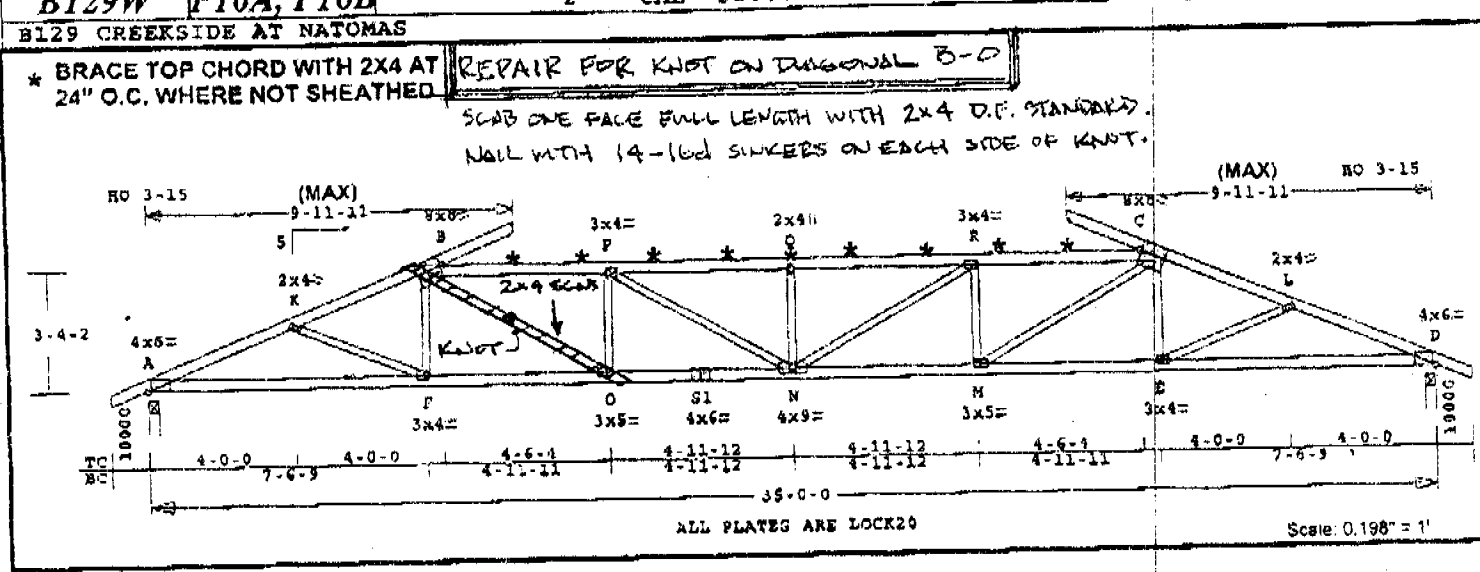 B129W F10A, F10B
B129 CREEKSIDE AT NATOMAS
* BRACE TOP CHORD WITH 2X4 AT
24" O.C. WHERE NOT SHEATHED
REPAIR FOR KNOT ON DIAGONAL B-O
SCAB ONE FACE FULL LENGTH WITH 2x4 D.F. STANDARD.
NAIL WITH 14-16d SINKERS ON EACH SIDE OF KNOT.
HO 3-15 (MAX) (MAX) HO 3-15
9-11-11 9-11-11
5
8x8= 3x4= 2x4|| 3x4= 8x8=
B P Q R C
* * * * * * * * *
2x4= 2x4 SCAB 2x4=
K L
3-4-2
4x6= KNOT 4x6=
A D
F O S1 N M E
3x4= 3x5= 4x6= 4x9= 3x5= 3x4=
10000 10000
TC 4-0-0 4-0-0 4-6-4 4-11-12 4-11-12 4-6-4 4-0-0 4-0-0
BC 7-6-9 4-11-11 4-11-12 4-11-12 4-11-11 7-6-9
35-0-0
ALL PLATES ARE LOCK20
Scale: 0.198" = 1'